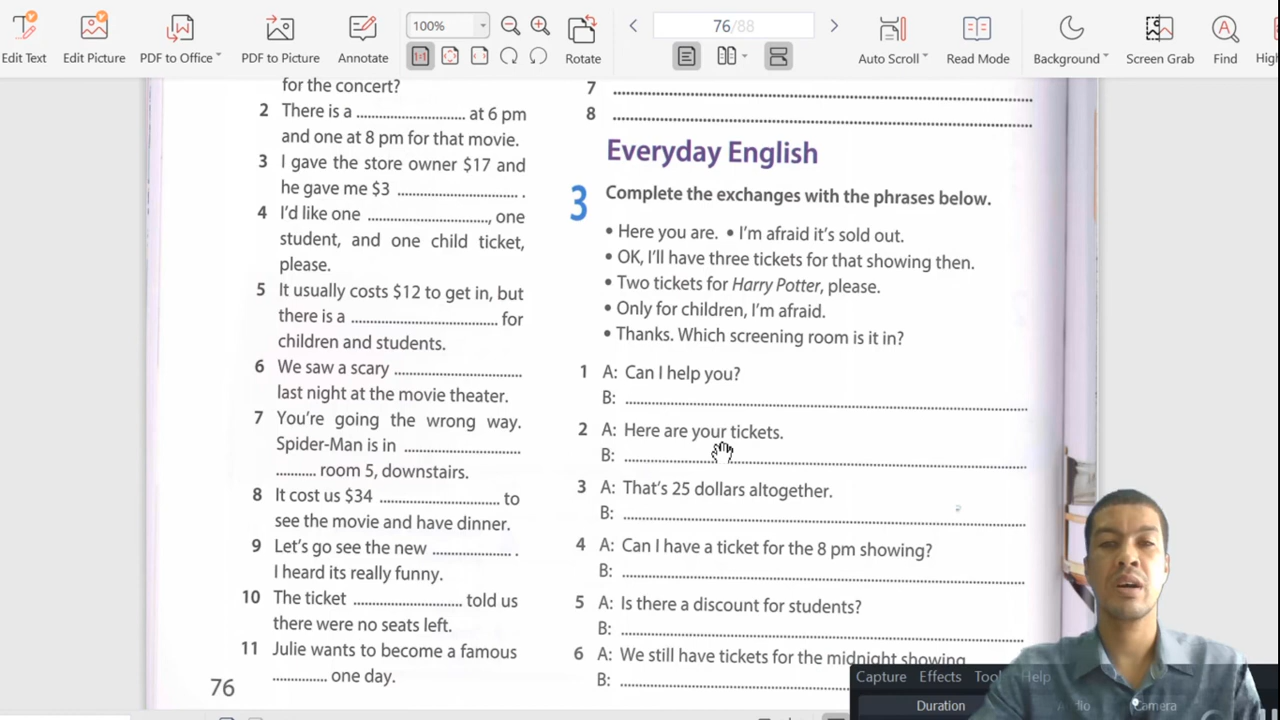 Edit Text
Edit Picture
PDF to Office
PDF to Picture
Annotate
100%
Rotate
76/88
Auto Scroll
Read Mode
Background
Screen Grab
Find
for the concert?
2 There is a ........................ at 6 pm
and one at 8 pm for that movie.
3 I gave the store owner $17 and
he gave me $3 ........................ .
4 I'd like one ........................, one
student, and one child ticket,
please.
5 It usually costs $12 to get in, but
there is a ........................ for
children and students.
6 We saw a scary ........................
last night at the movie theater.
7 You're going the wrong way.
Spider-Man is in ........................
.......... room 5, downstairs.
8 It cost us $34 ........................ to
see the movie and have dinner.
9 Let's go see the new .................... .
I heard its really funny.
10 The ticket ........................ told us
there were no seats left.
11 Julie wants to become a famous
............. one day.
76
7 ........................
8 ........................
Everyday English
3 Complete the exchanges with the phrases below.
• Here you are. • I'm afraid it's sold out.
• OK, I'll have three tickets for that showing then.
• Two tickets for Harry Potter, please.
• Only for children, I'm afraid.
• Thanks. Which screening room is it in?
1 A: Can I help you?
B: ........................
2 A: Here are your tickets.
B: ........................
3 A: That's 25 dollars altogether.
B: ........................
4 A: Can I have a ticket for the 8 pm showing?
B: ........................
5 A: Is there a discount for students?
B: ........................
6 A: We still have tickets for the midnight showing
B: ........................
Capture Effects Tools Help
Duration
Camera